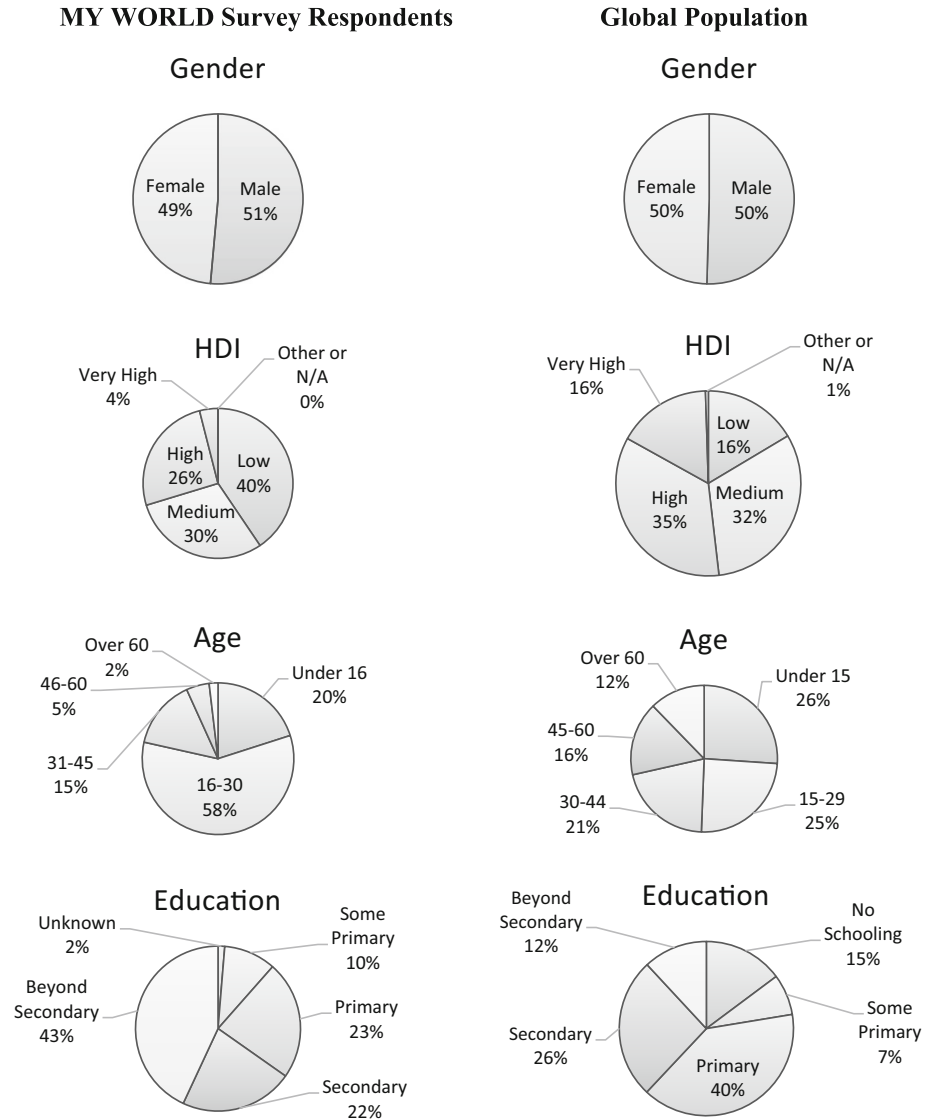 MY WORLD Survey Respondents
Gender
Female
49%
Male
51%
HDI
Very High
4%
Other or
N/A
0%
High
26%
Low
40%
Medium
30%
Age
Over 60
2%
Under 16
20%
46-60
5%
31-45
15%
16-30
58%
Education
Unknown
2%
Some
Primary
10%
Beyond
Secondary
43%
Primary
23%
Secondary
22%
Global Population
Gender
Female
50%
Male
50%
HDI
Very High
16%
Other or
N/A
1%
Low
16%
High
35%
Medium
32%
Age
Over 60
12%
Under 15
26%
45-60
16%
30-44
21%
15-29
25%
Education
Beyond
Secondary
12%
No
Schooling
15%
Secondary
26%
Some
Primary
7%
Primary
40%